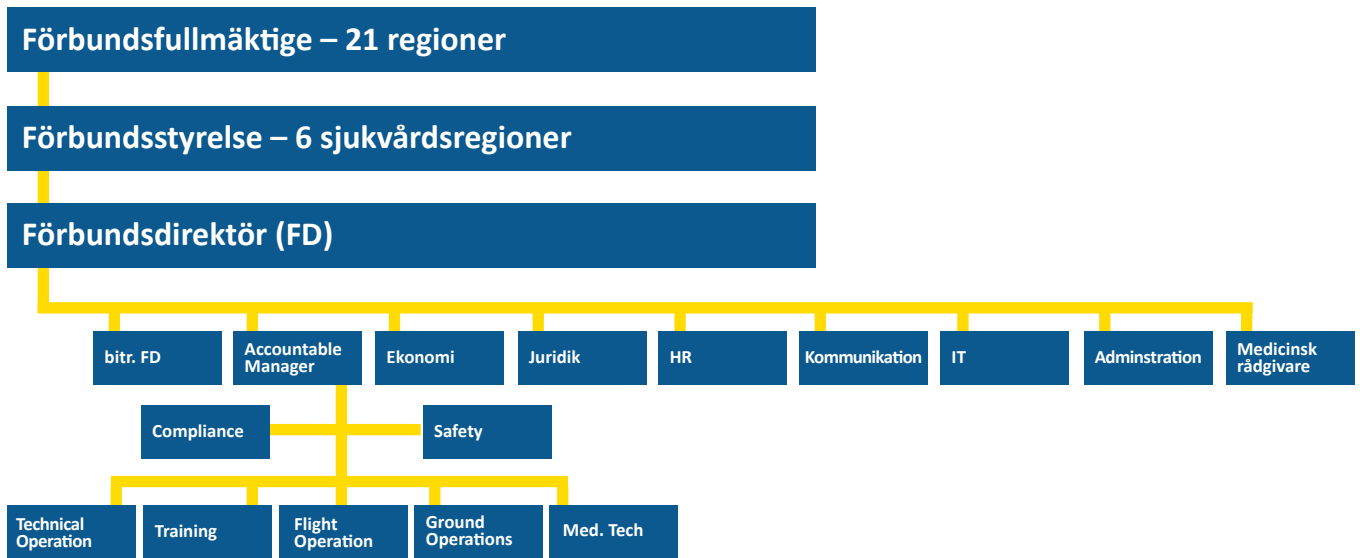 Förbundsfullmäktige – 21 regioner
Förbundsstyrelse – 6 sjukvårdsregioner
Förbundsdirektör (FD)
bitr. FD
Accountable
Manager
Ekonomi
Juridik
HR
Kommunikation
IT
Adminstration
Medicinsk
rådgivare
Compliance
Safety
Technical
Operation
Training
Flight
Operation
Ground
Operations
Med. Tech